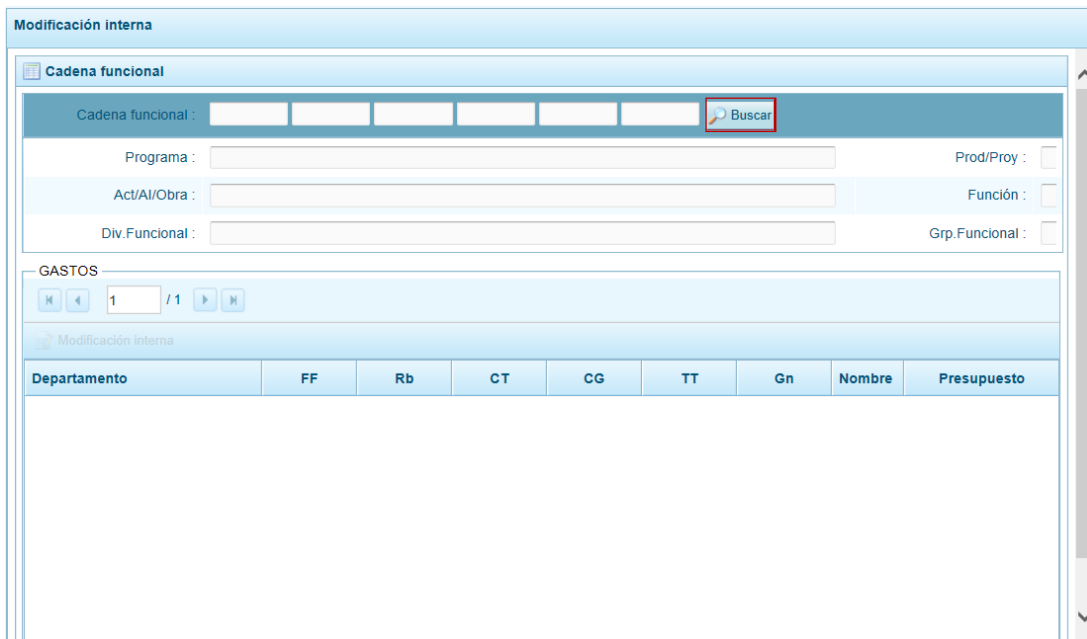 Modificación interna
Cadena funcional
Cadena funcional : Buscar
Programa : Prod/Proy :
Act/AI/Obra : Función :
Div.Funcional : Grp.Funcional :
GASTOS
1 / 1
Modificación interna
Departamento FF Rb CT CG TT Gn Nombre Presupuesto